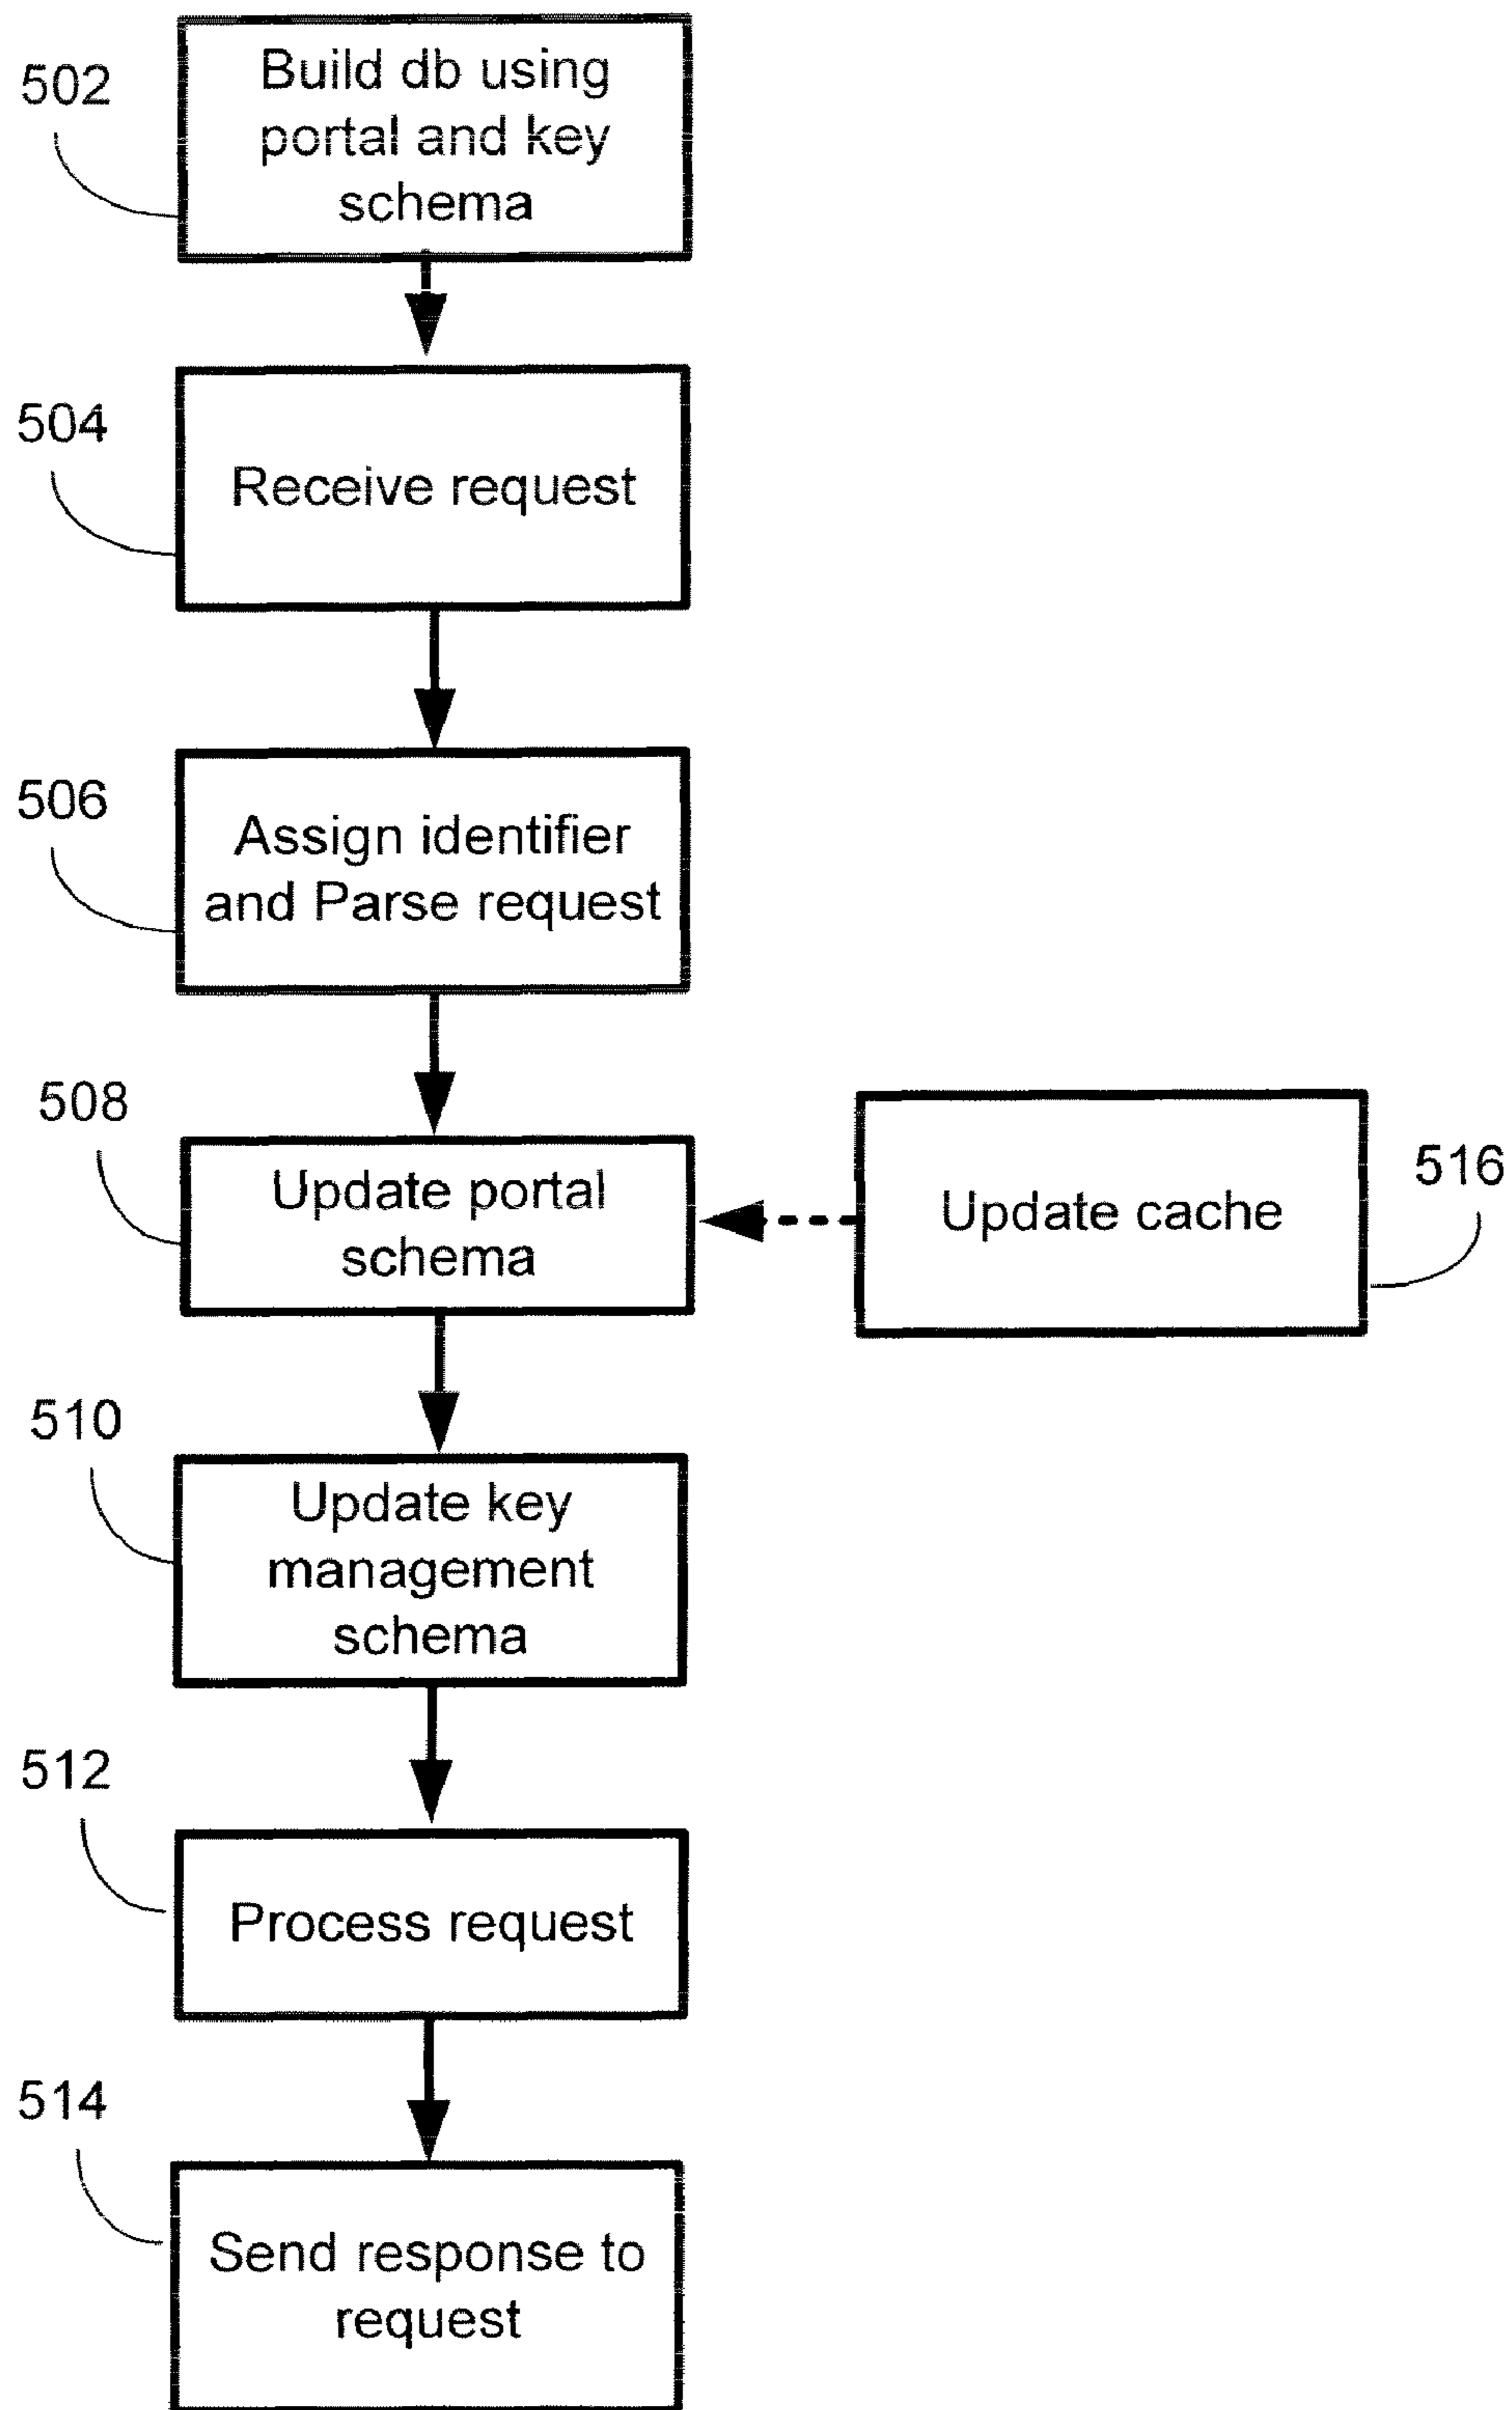 502
Build db using
portal and key
schema
504
Receive request
506
Assign identifier
and Parse request
508
Update portal
schema
Update cache
516
510
Update key
management
schema
512
Process request
514
Send response to
request